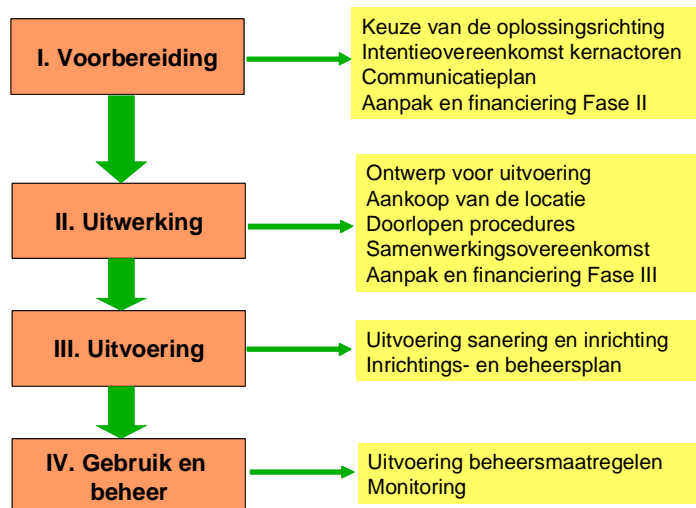 I. Voorbereiding
Keuze van de oplossingsrichting
Intentieovereenkomst kernactoren
Communicatieplan
Aanpak en financiering Fase II
II. Uitwerking
Ontwerp voor uitvoering
Aankoop van de locatie
Doorlopen procedures
Samenwerkingsovereenkomst
Aanpak en financiering Fase III
III. Uitvoering
Uitvoering sanering en inrichting
Inrichtings- en beheersplan
IV. Gebruik en
beheer
Uitvoering beheersmaatregelen
Monitoring